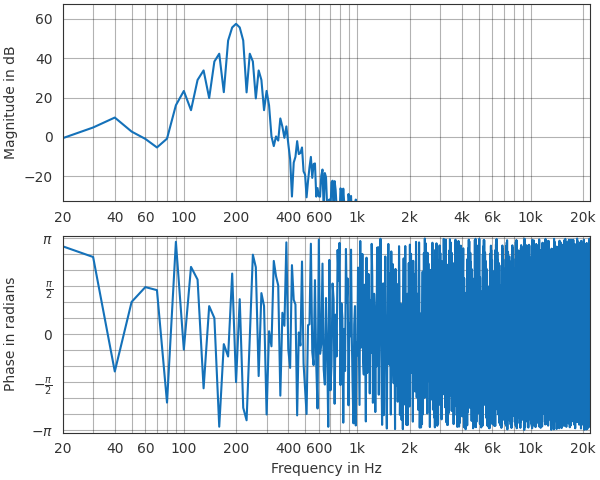 60
40
20
0
−20
Magnitude in dB
20 40 60 100 200 400 600 1k 2k 4k 6k 10k 20k
π
π/2
0
−π/2
−π
Phase in radians
20 40 60 100 200 400 600 1k 2k 4k 6k 10k 20k
Frequency in Hz